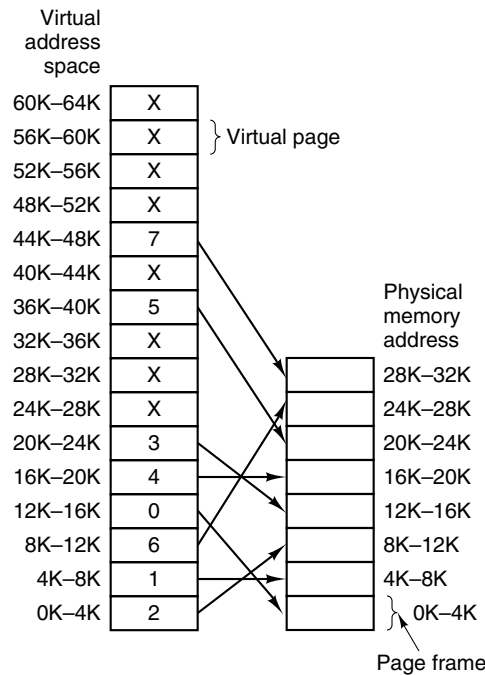 Virtual
address
space
60K–64K X
56K–60K X Virtual page
52K–56K X
48K–52K X
44K–48K 7
40K–44K X
36K–40K 5
Physical
memory
address
32K–36K X
28K–32K X 28K–32K
24K–28K X 24K–28K
20K–24K 3 20K–24K
16K–20K 4 16K–20K
12K–16K 0 12K–16K
8K–12K 6 8K–12K
4K–8K 1 4K–8K
0K–4K 2 0K–4K
Page frame